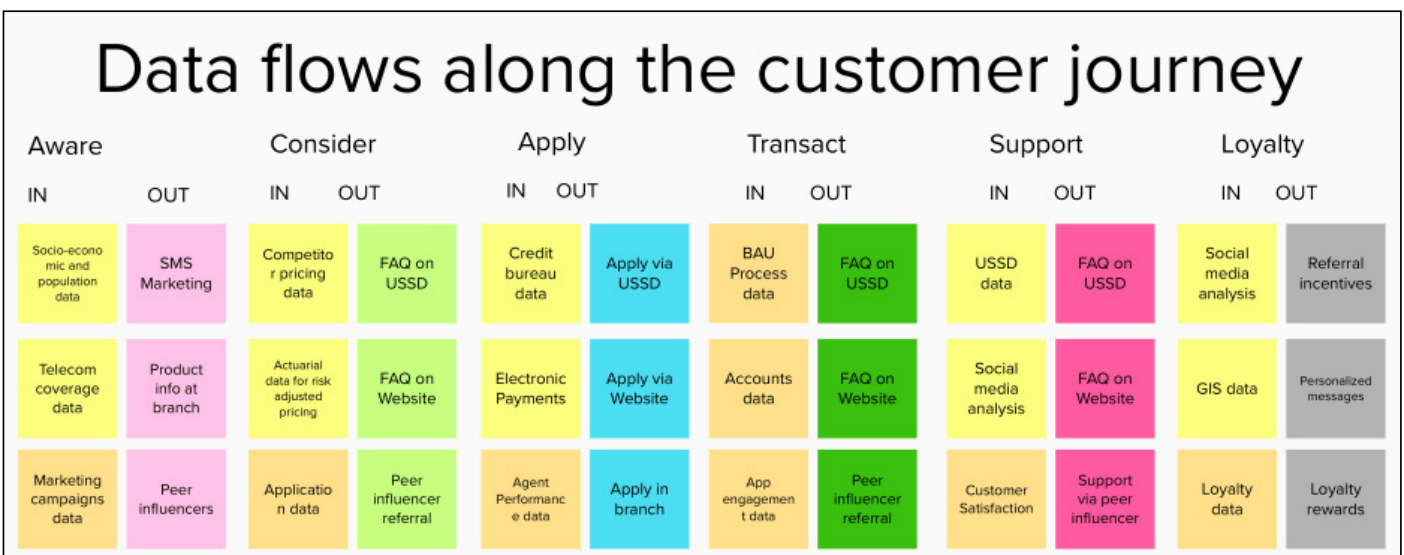 Data flows along the customer journey
Aware
Consider
Apply
Transact
Support
Loyalty
IN
OUT
IN
OUT
IN
OUT
IN
OUT
IN
OUT
IN
OUT
Socio-econo
mic and
population
data
SMS
Marketing
Competito
r pricing
data
FAQ on
USSD
Credit
bureau
data
Apply via
USSD
BAU
Process
data
FAQ on
USSD
USSD
data
FAQ on
USSD
Social
media
analysis
Referral
incentives
Telecom
coverage
data
Product
info at
branch
Actuarial
data for risk
adjusted
pricing
FAQ on
Website
Electronic
Payments
Apply via
Website
Accounts
data
FAQ on
Website
Social
media
analysis
FAQ on
Website
GIS data
Personalized
messages
Marketing
campaigns
data
Peer
influencers
Applicatio
n data
Peer
influencer
referral
Agent
Performanc
e data
Apply in
branch
App
engagemen
t data
Peer
influencer
referral
Customer
Satisfaction
Support
via peer
influencer
Loyalty
data
Loyalty
rewards